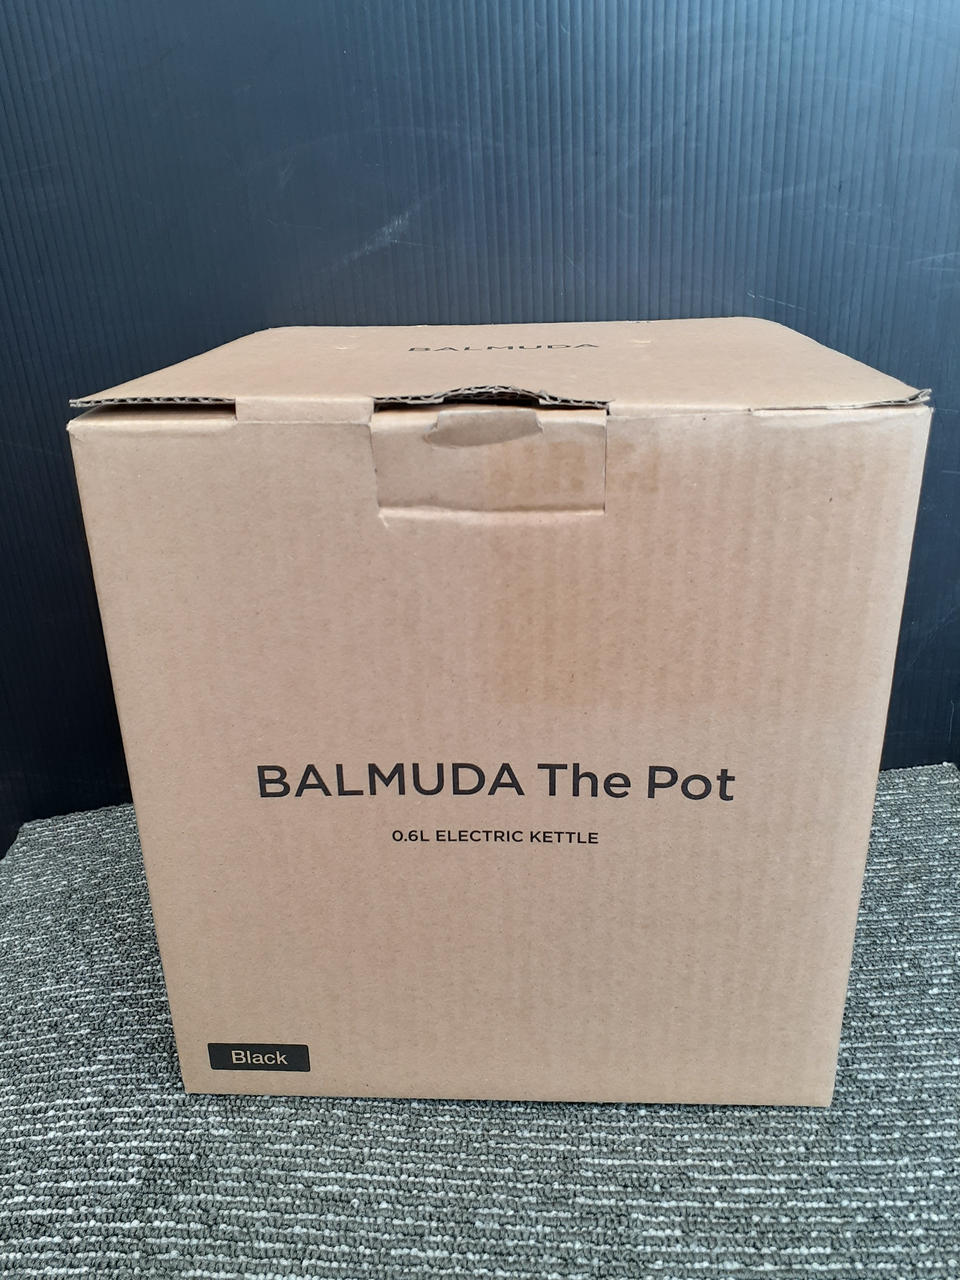 BALMUDA
BALMUDA The Pot
0.6L ELECTRIC KETTLE
Black